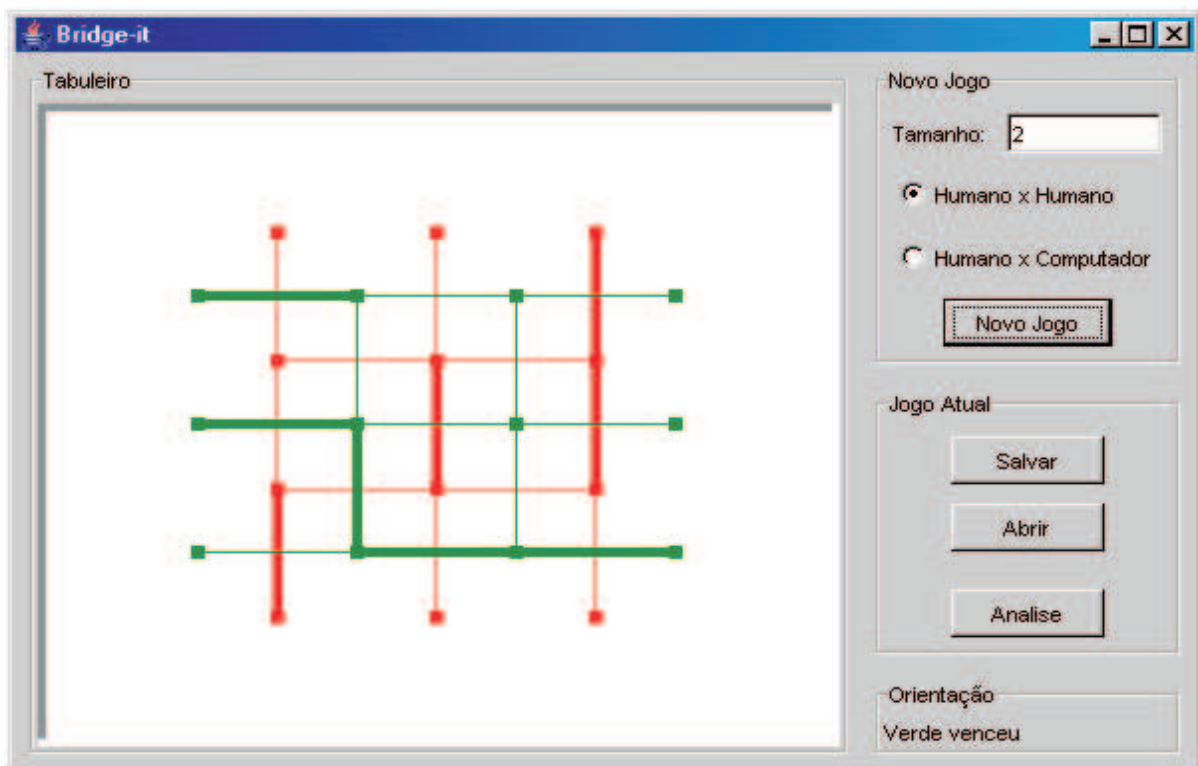 Bridge-it
Tabuleiro
Novo Jogo
Tamanho: 2
Humano x Humano
Humano x Computador
Novo Jogo
Jogo Atual
Salvar
Abrir
Analise
Orientação
Verde venceu